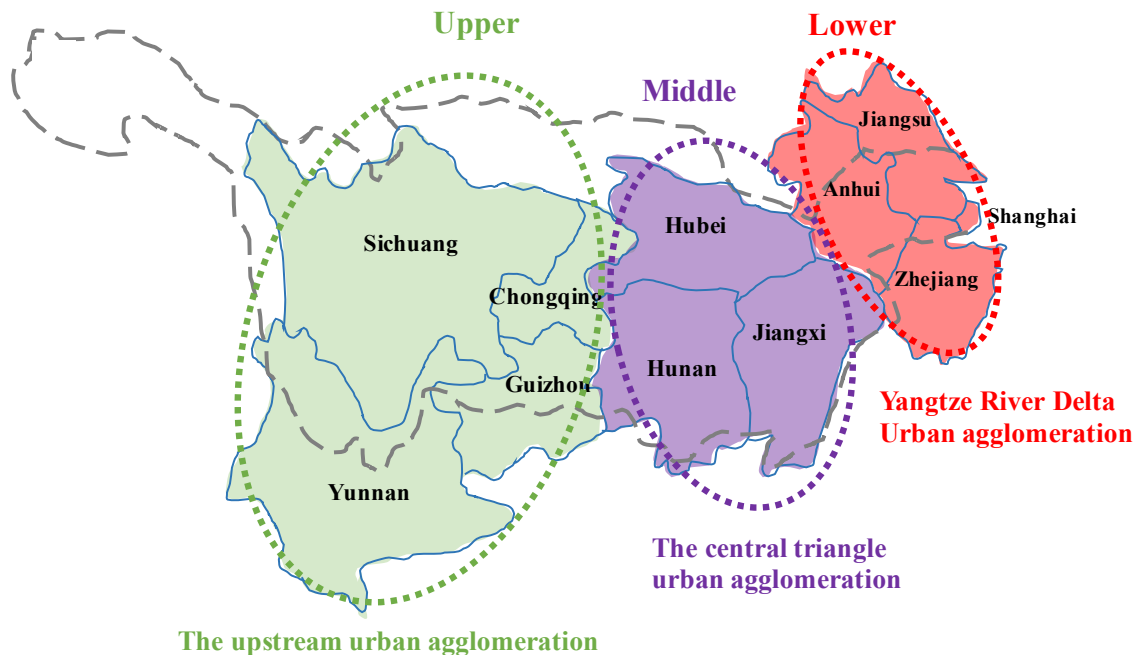 Upper
Lower
Middle
Jiangsu
Anhui
Shanghai
Hubei
Sichuang
Zhejiang
Chongqing
Jiangxi
Hunan
Guizhou
Yangtze River Delta
Urban agglomeration
Yunnan
The central triangle
urban agglomeration
The upstream urban agglomeration